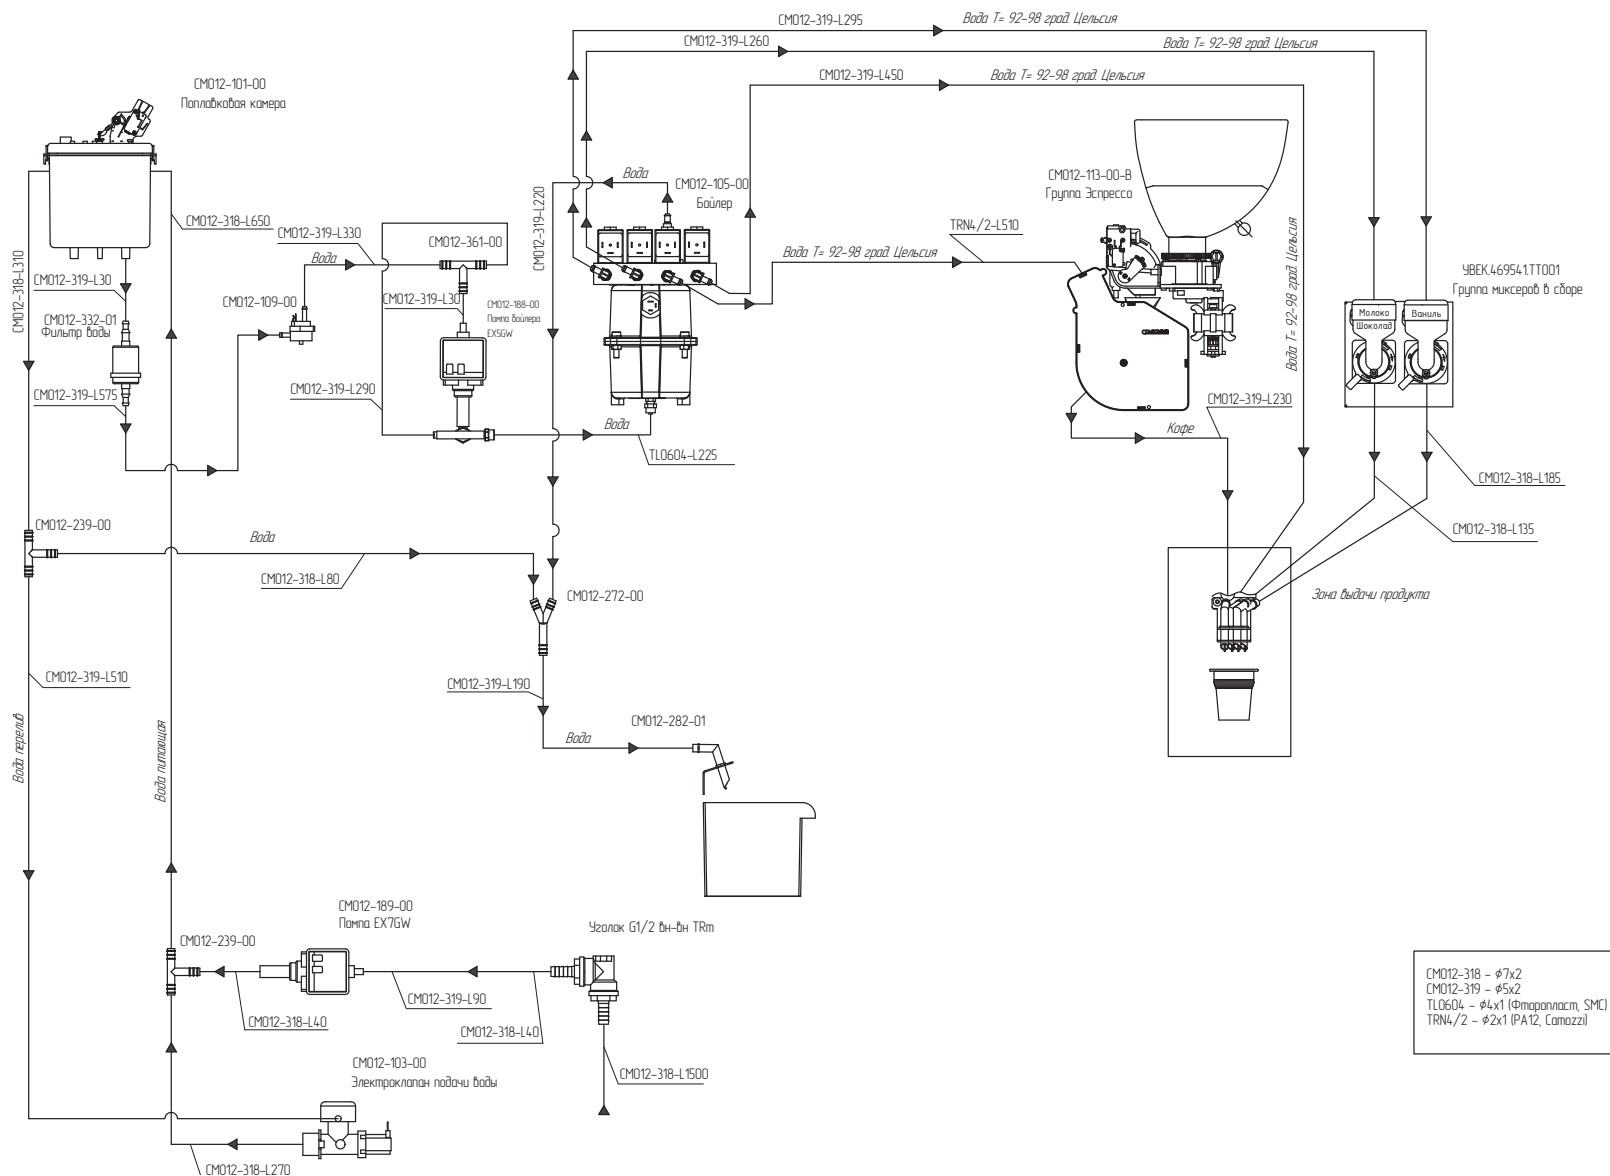 СМ012-319-L295
Вода Т= 92-98 град. Цельсия
СМ012-319-L260
Вода Т= 92-98 град. Цельсия
СМ012-319-L450
Вода Т= 92-98 град. Цельсия
СМ012-101-00
Поплавковая камера
СМ012-318-L650
СМ012-319-L330
Вода
СМ012-361-00
СМ012-319-L220
Вода
СМ012-105-00
Бойлер
СМ012-113-00-В
Группа Эспрессо
TRN4/2-L510
Вода Т= 92-98 град. Цельсия
Вода Т= 92-98 град. Цельсия
УВЕК.469541.ТТ001
Группа миксеров в сборе
Молоко
Шоколад
Ваниль
СМ012-318-L310
СМ012-319-L30
СМ012-109-00
СМ012-332-01
Фильтр воды
СМ012-319-L30
СМ012-188-00
Помпа бойлера
EX5GW
СМ012-319-L575
СМ012-319-L290
Вода
TL0604-L225
СМ012-319-L230
Кофе
СМ012-318-L185
СМ012-318-L135
СМ012-239-00
Вода
СМ012-318-L80
СМ012-272-00
Зона выдачи продукта
СМ012-319-L510
СМ012-319-L190
СМ012-282-01
Вода
Вода перелив
Вода питающая
СМ012-189-00
Помпа EX7GW
Уголок G1/2 вн-вн TRm
СМ012-239-00
СМ012-319-L90
СМ012-318-L40
СМ012-318-L40
СМ012-103-00
Электроклапан подачи воды
СМ012-318-L1500
СМ012-318-L270
СМ012-318 - ϕ7x2
СМ012-319 - ϕ5x2
TL0604 - ϕ4x1 (Фторопласт, SMC)
TRN4/2 - ϕ2x1 (PA12, Camozzi)